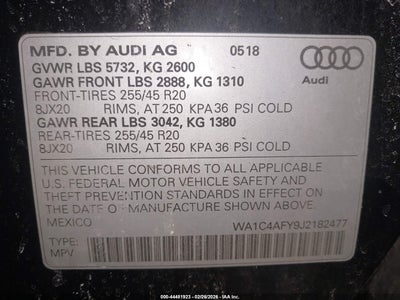 MFD. BY AUDI AG 0518
GVWR LBS 5732, KG 2600
GAWR FRONT LBS 2888, KG 1310
FRONT-TIRES 255/45 R20
8JX20 RIMS, AT 250 KPA 36 PSI COLD
GAWR REAR LBS 3042, KG 1380
REAR-TIRES 255/45 R20
8JX20 RIMS, AT 250 KPA 36 PSI COLD
Audi
THIS VEHICLE CONFORMS TO ALL APPLICABLE
U.S. FEDERAL MOTOR VEHICLE SAFETY AND
THEFT PREVENTION STANDARDS IN EFFECT ON
THE DATE OF MANUFACTURE SHOWN ABOVE.
MEXICO WA1C4AFY9J2182477
TYPE:
MPV
000-44401923 - 02/09/2026 - IAA Inc.